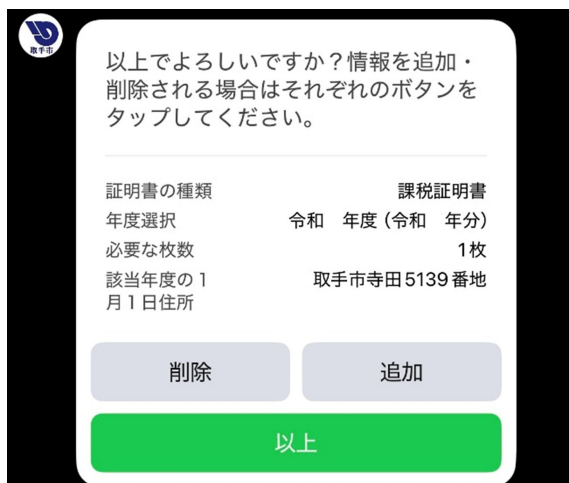 取手市
以上でよろしいですか？情報を追加・
削除される場合はそれぞれのボタンを
タップしてください。
証明書の種類 課税証明書
年度選択 令和　年度（令和　年分）
必要な枚数 1枚
該当年度の１ 取手市寺田5139番地
月１日住所
削除 追加
以上